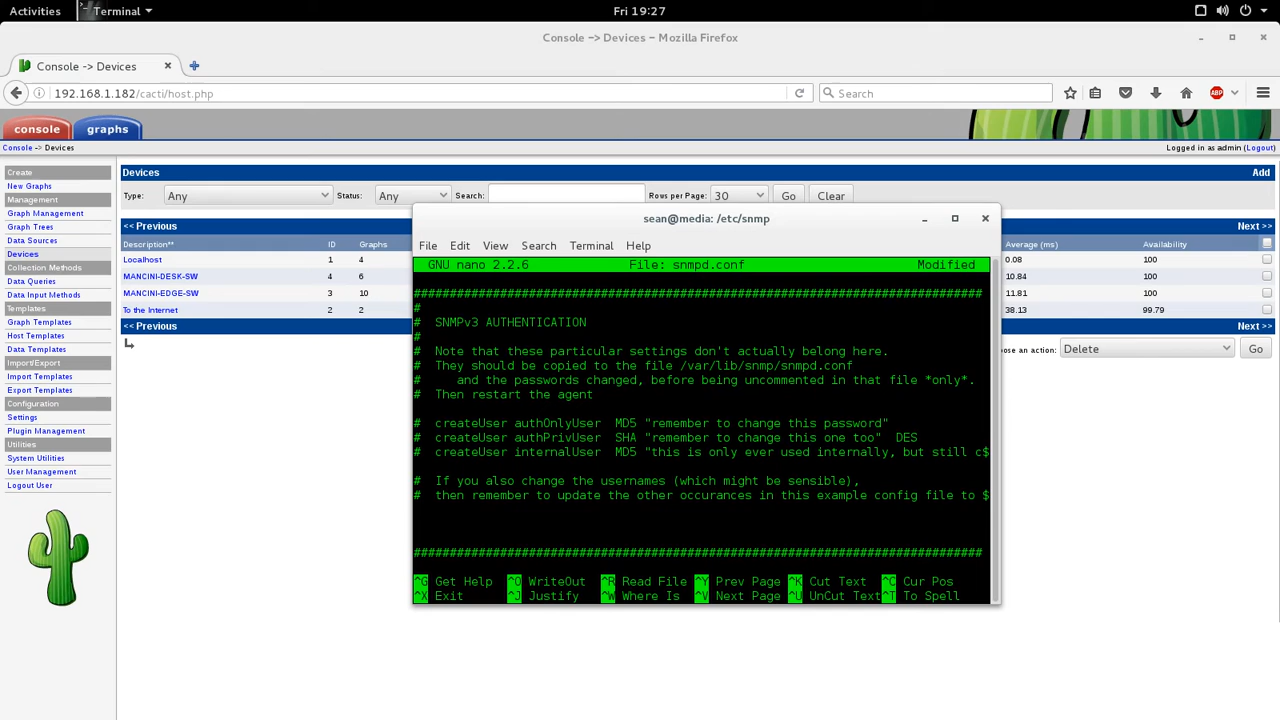 Activities Terminal Fri 19:27
Console -> Devices - Mozilla Firefox
Console -> Devices
192.168.1.182/cacti/host.php Search ABP
console graphs
Console -> Devices Logged in as admin (Logout)
Create
New Graphs
Management
Graph Management
Graph Trees
Data Sources
Devices
Collection Methods
Data Queries
Data Input Methods
Templates
Graph Templates
Host Templates
Data Templates
Import/Export
Import Templates
Export Templates
Configuration
Settings
Plugin Management
Utilities
System Utilities
User Management
Logout User
Devices Add
Type: Any Status: Any Search: Rows per Page: 30 Go Clear
<< Previous Next >>
Description** ID Graphs Average (ms) Availability
Localhost 1 4 0.08 100
MANCINI-DESK-SW 4 6 10.84 100
MANCINI-EDGE-SW 3 10 11.81 100
To the Internet 2 2 38.13 99.79
<< Previous Next >>
ose an action: Delete Go
sean@media: /etc/snmp
File Edit View Search Terminal Help
GNU nano 2.2.6 File: snmpd.conf Modified
###############################################################################
#
# SNMPv3 AUTHENTICATION
#
# Note that these particular settings don't actually belong here.
# They should be copied to the file /var/lib/snmp/snmpd.conf
# and the passwords changed, before being uncommented in that file *only*.
# Then restart the agent
# createUser authOnlyUser MD5 "remember to change this password"
# createUser authPrivUser SHA "remember to change this one too" DES
# createUser internalUser MD5 "this is only ever used internally, but still c$
# If you also change the usernames (which might be sensible),
# then remember to update the other occurances in this example config file to $
###############################################################################
^G Get Help ^O WriteOut ^R Read File ^Y Prev Page ^K Cut Text ^C Cur Pos
^X Exit ^J Justify ^W Where Is ^V Next Page ^U UnCut Text ^T To Spell